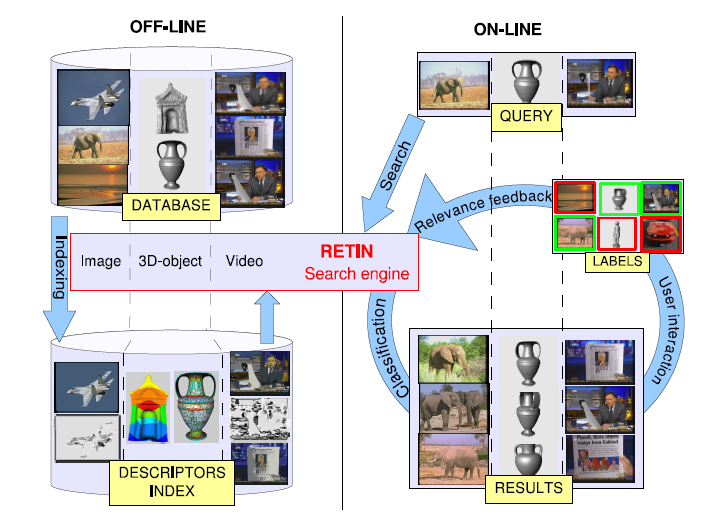 OFF-LINE
ON-LINE
QUERY
DATABASE
Search
Relevance feedback
LABELS
Indexing
Image
3D-object
Video
RETIN
Search engine
Classification
User interaction
DESCRIPTORS
INDEX
RESULTS